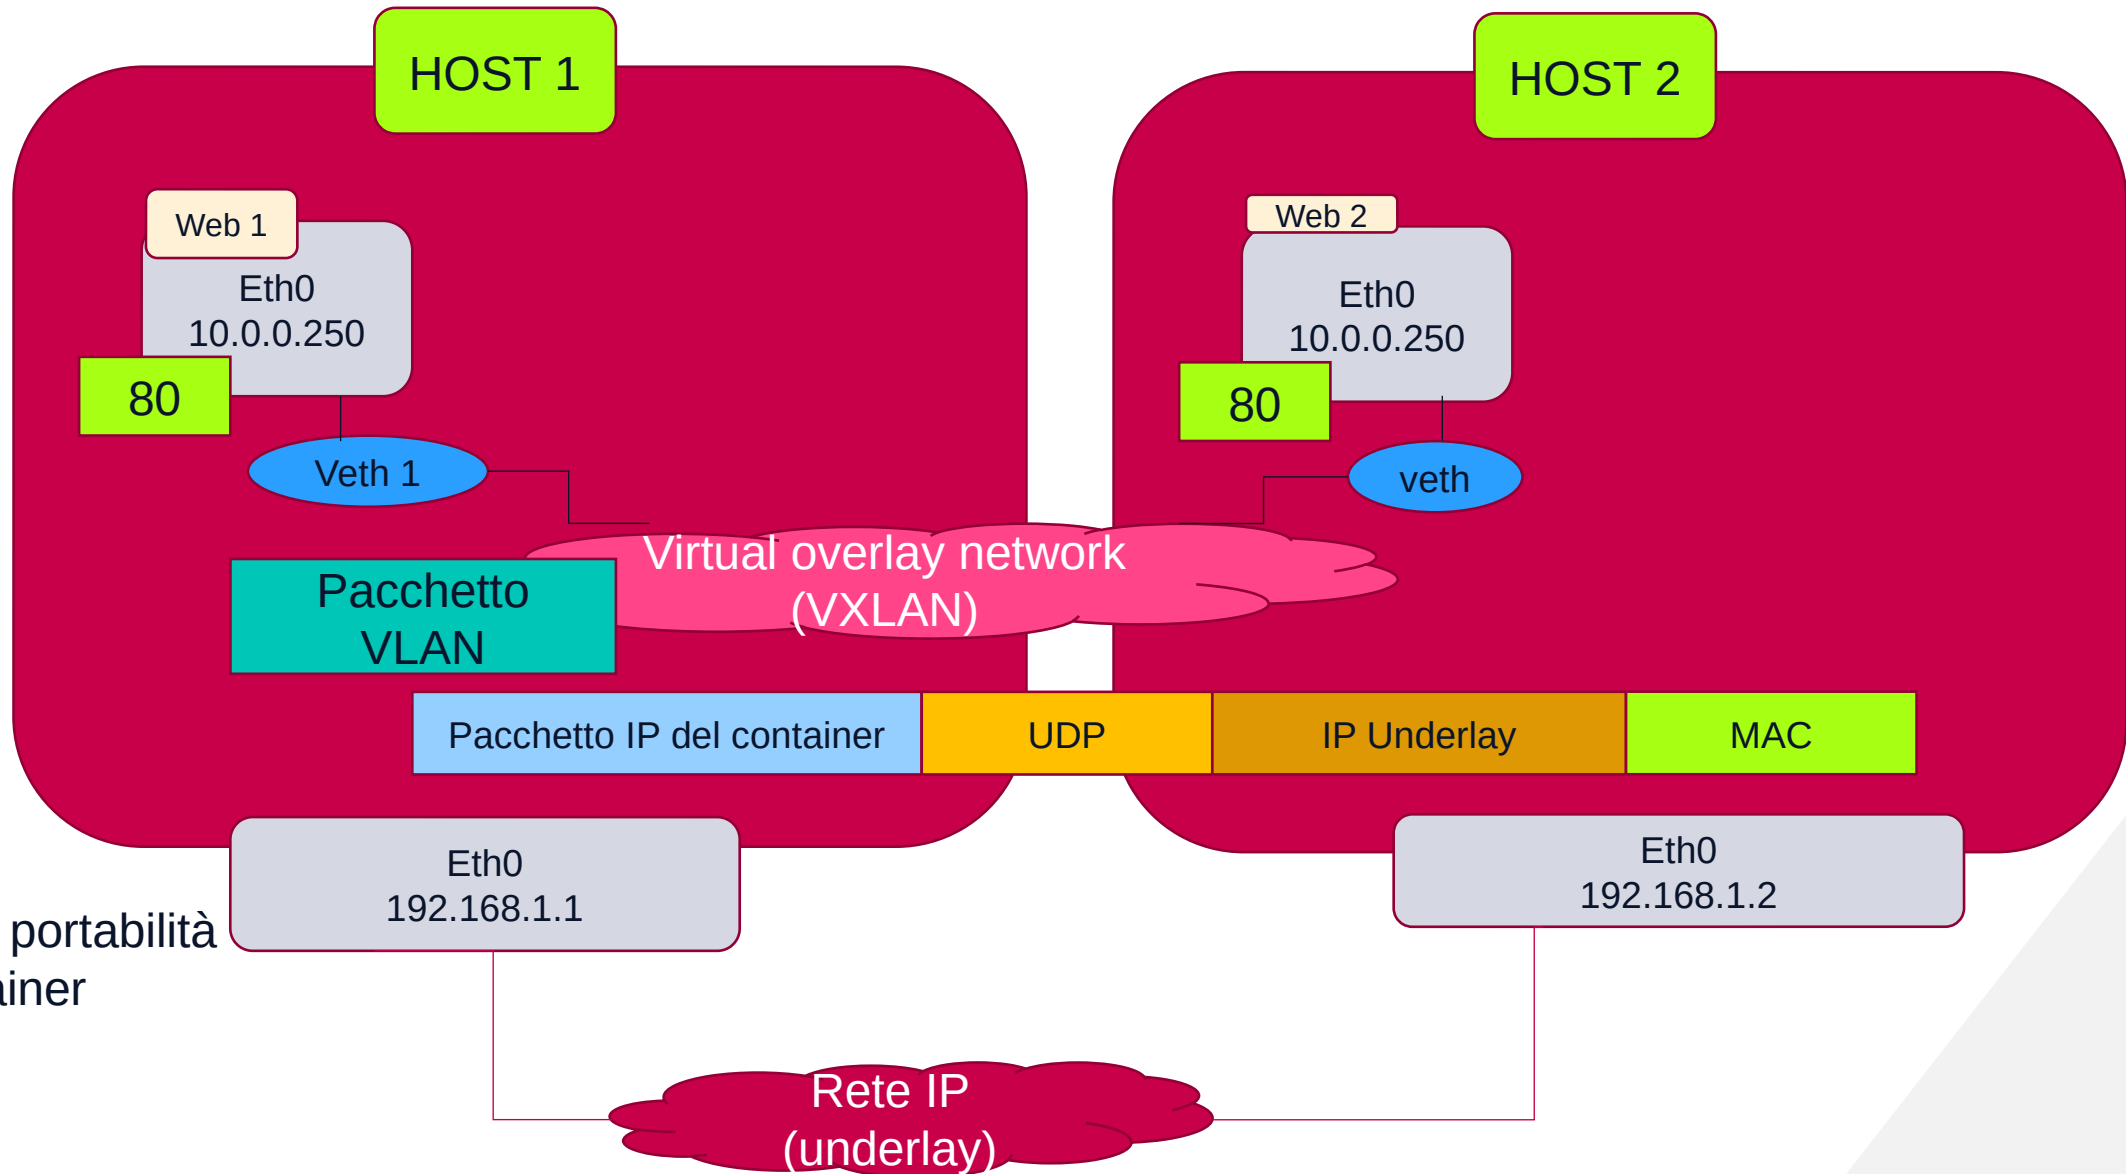 HOST 1
HOST 2
Web 1
Eth0
10.0.0.250
80
Veth 1
Web 2
Eth0
10.0.0.250
80
veth
Virtual overlay network
(VXLAN)
Pacchetto
VLAN
Pacchetto IP del container
UDP
IP Underlay
MAC
Eth0
192.168.1.1
Eth0
192.168.1.2
portabilità
Rete IP
(underlay)